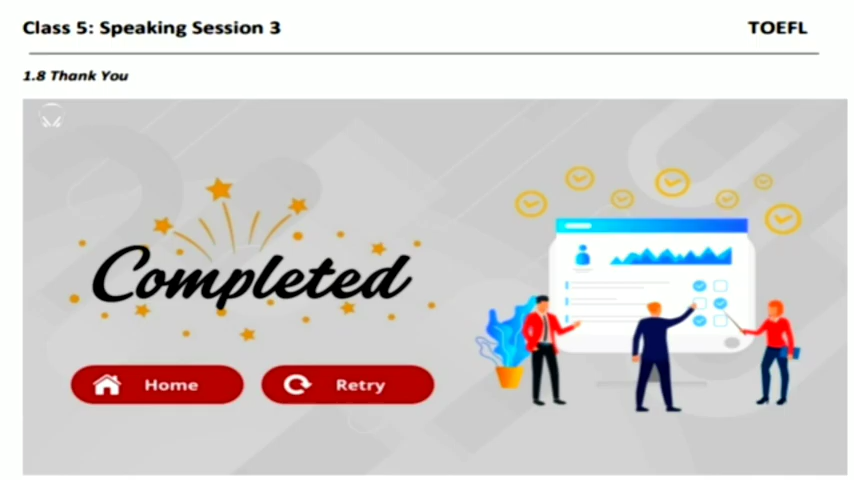 Class 5: Speaking Session 3
TOEFL
1.8 Thank You
Completed
Home
Retry